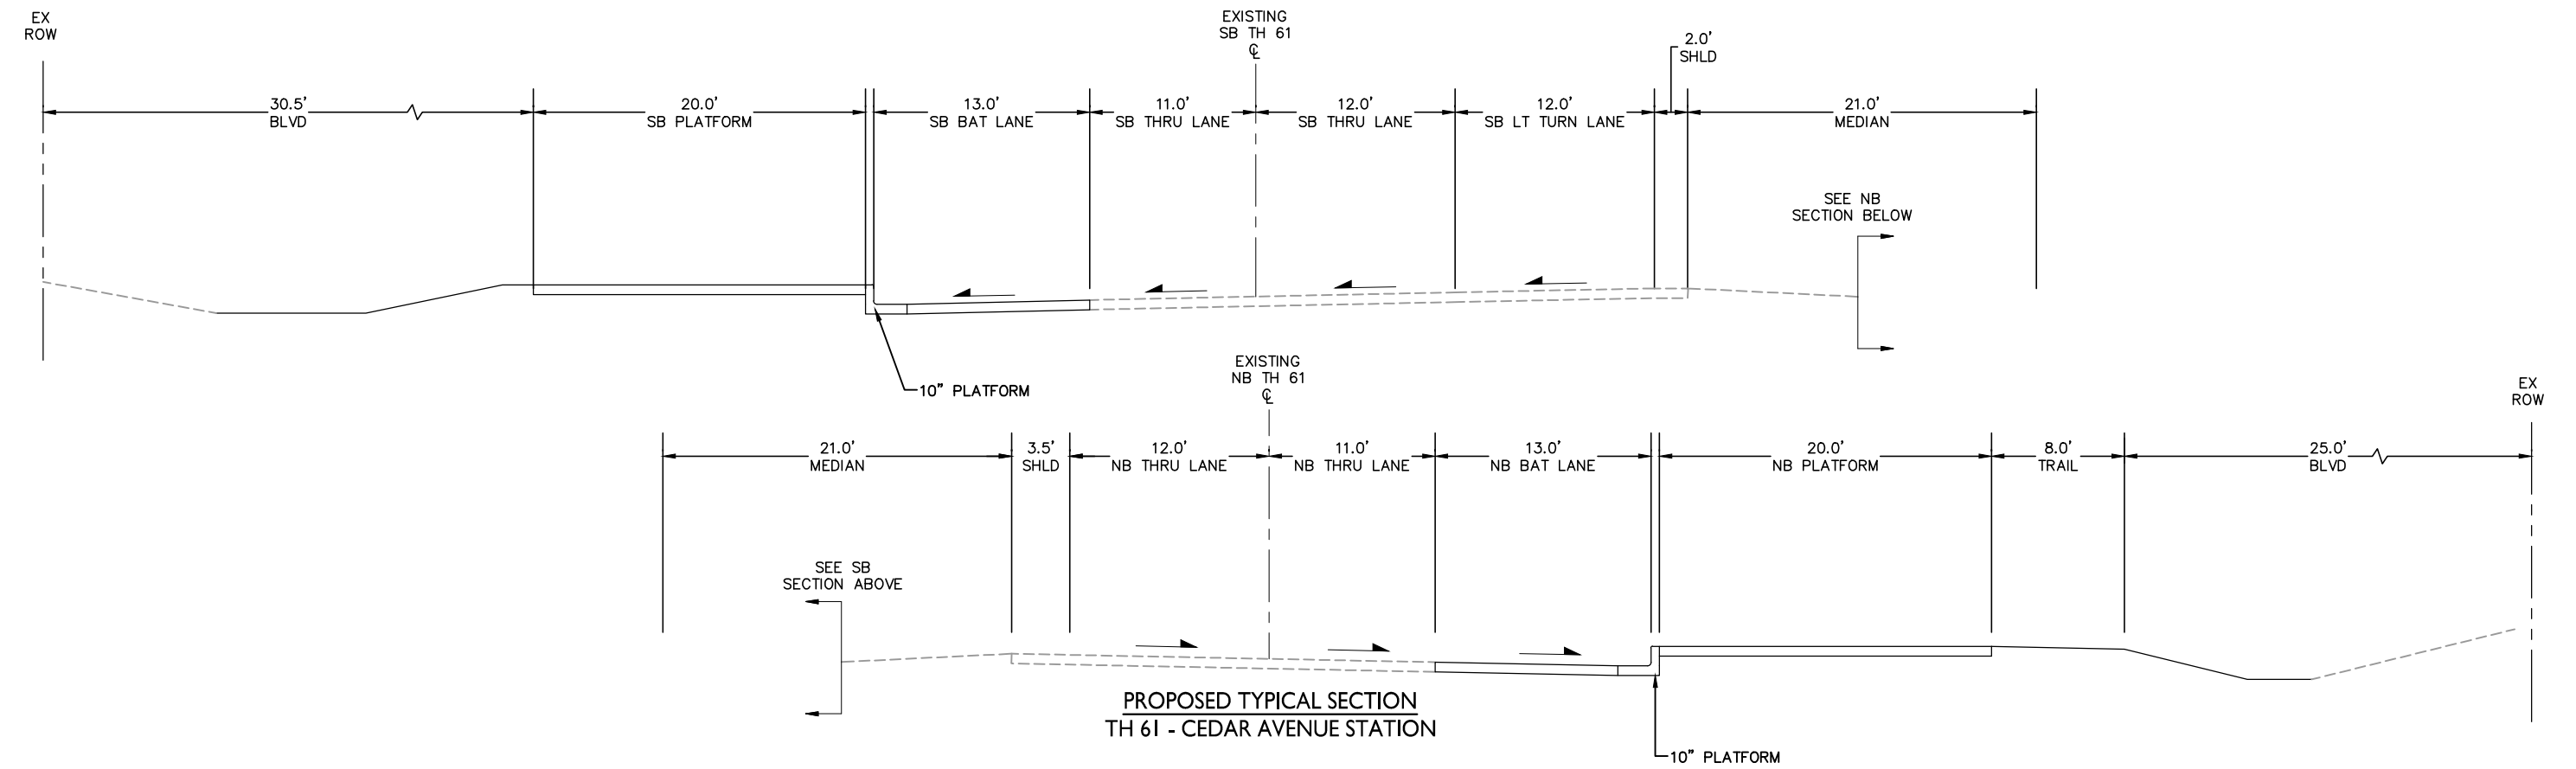 EX
ROW
EXISTING
SB TH 61
℄
2.0'
SHLD
30.5'
BLVD
20.0'
SB PLATFORM
13.0'
SB BAT LANE
11.0'
SB THRU LANE
12.0'
SB THRU LANE
12.0'
SB LT TURN LANE
21.0'
MEDIAN
SEE NB
SECTION BELOW
10" PLATFORM
EXISTING
NB TH 61
℄
EX
ROW
21.0'
MEDIAN
3.5'
SHLD
12.0'
NB THRU LANE
11.0'
NB THRU LANE
13.0'
NB BAT LANE
20.0'
NB PLATFORM
8.0'
TRAIL
25.0'
BLVD
SEE SB
SECTION ABOVE
PROPOSED TYPICAL SECTION
TH 61 - CEDAR AVENUE STATION
10" PLATFORM